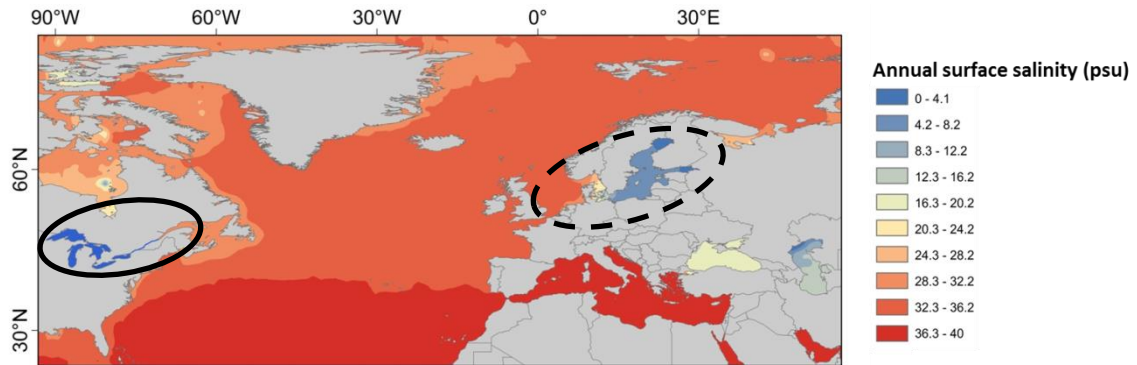 90°W 60°W 30°W 0° 30°E
60°N
30°N
Annual surface salinity (psu)
0 - 4.1
4.2 - 8.2
8.3 - 12.2
12.3 - 16.2
16.3 - 20.2
20.3 - 24.2
24.3 - 28.2
28.3 - 32.2
32.3 - 36.2
36.3 - 40